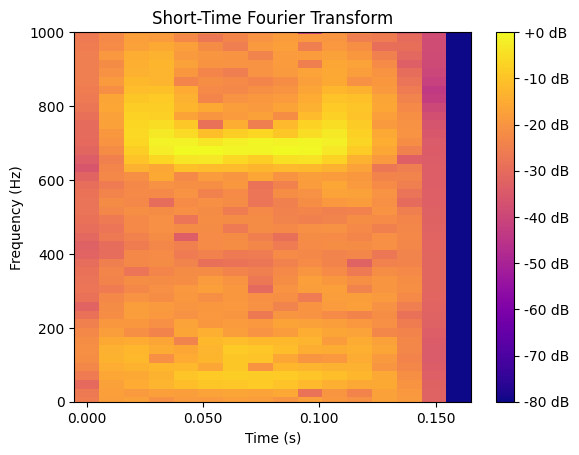 Short-Time Fourier Transform
1000
800
600
400
200
0
Frequency (Hz)
0.000
0.050
0.100
0.150
Time (s)
+0 dB
-10 dB
-20 dB
-30 dB
-40 dB
-50 dB
-60 dB
-70 dB
-80 dB